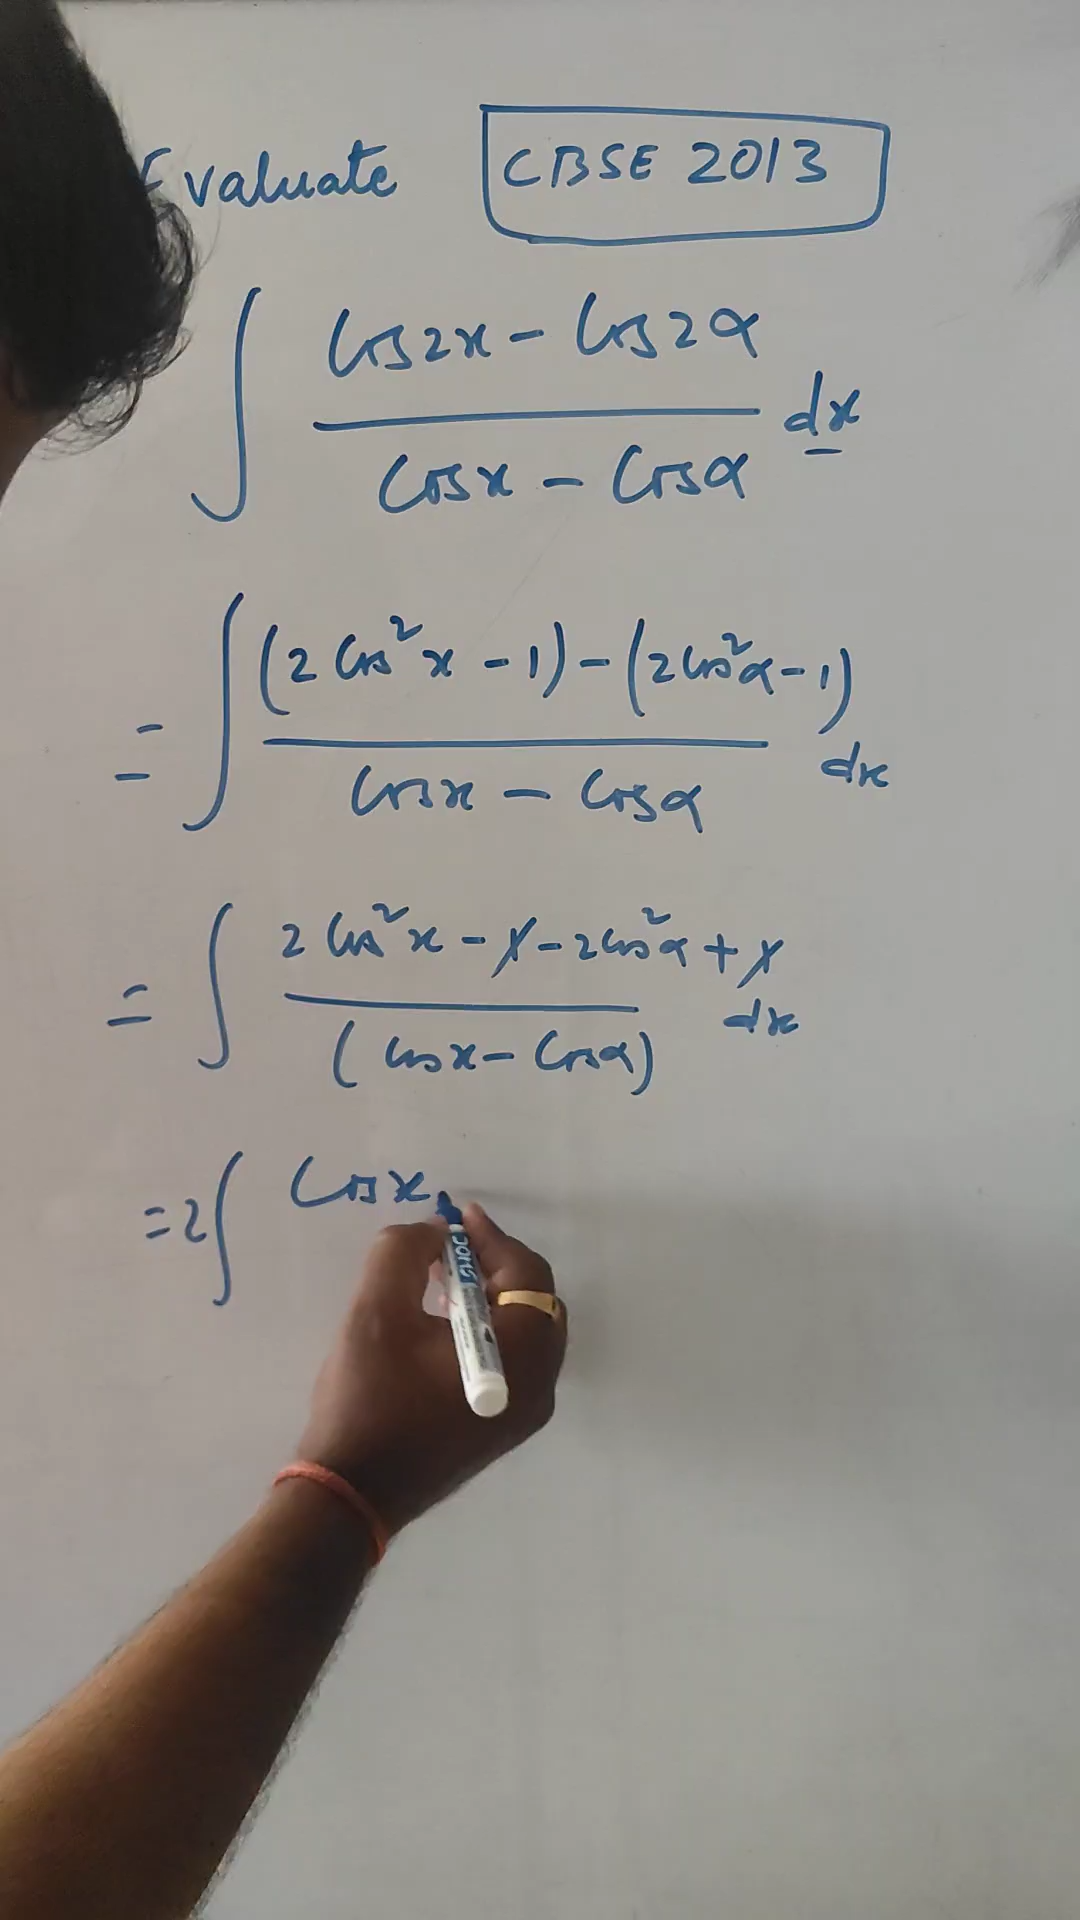 Evaluate CBSE 2013
∫ (Cos2x - Cos2α)/(Cosx - Cosα) dx
= ∫ ((2Cos²x - 1) - (2Cos²α - 1))/(Cosx - Cosα) dx
= ∫ (2Cos²x - 1 - 2Cos²α + 1)/(Cosx - Cosα) dx
= 2∫ Cosx
DOMS